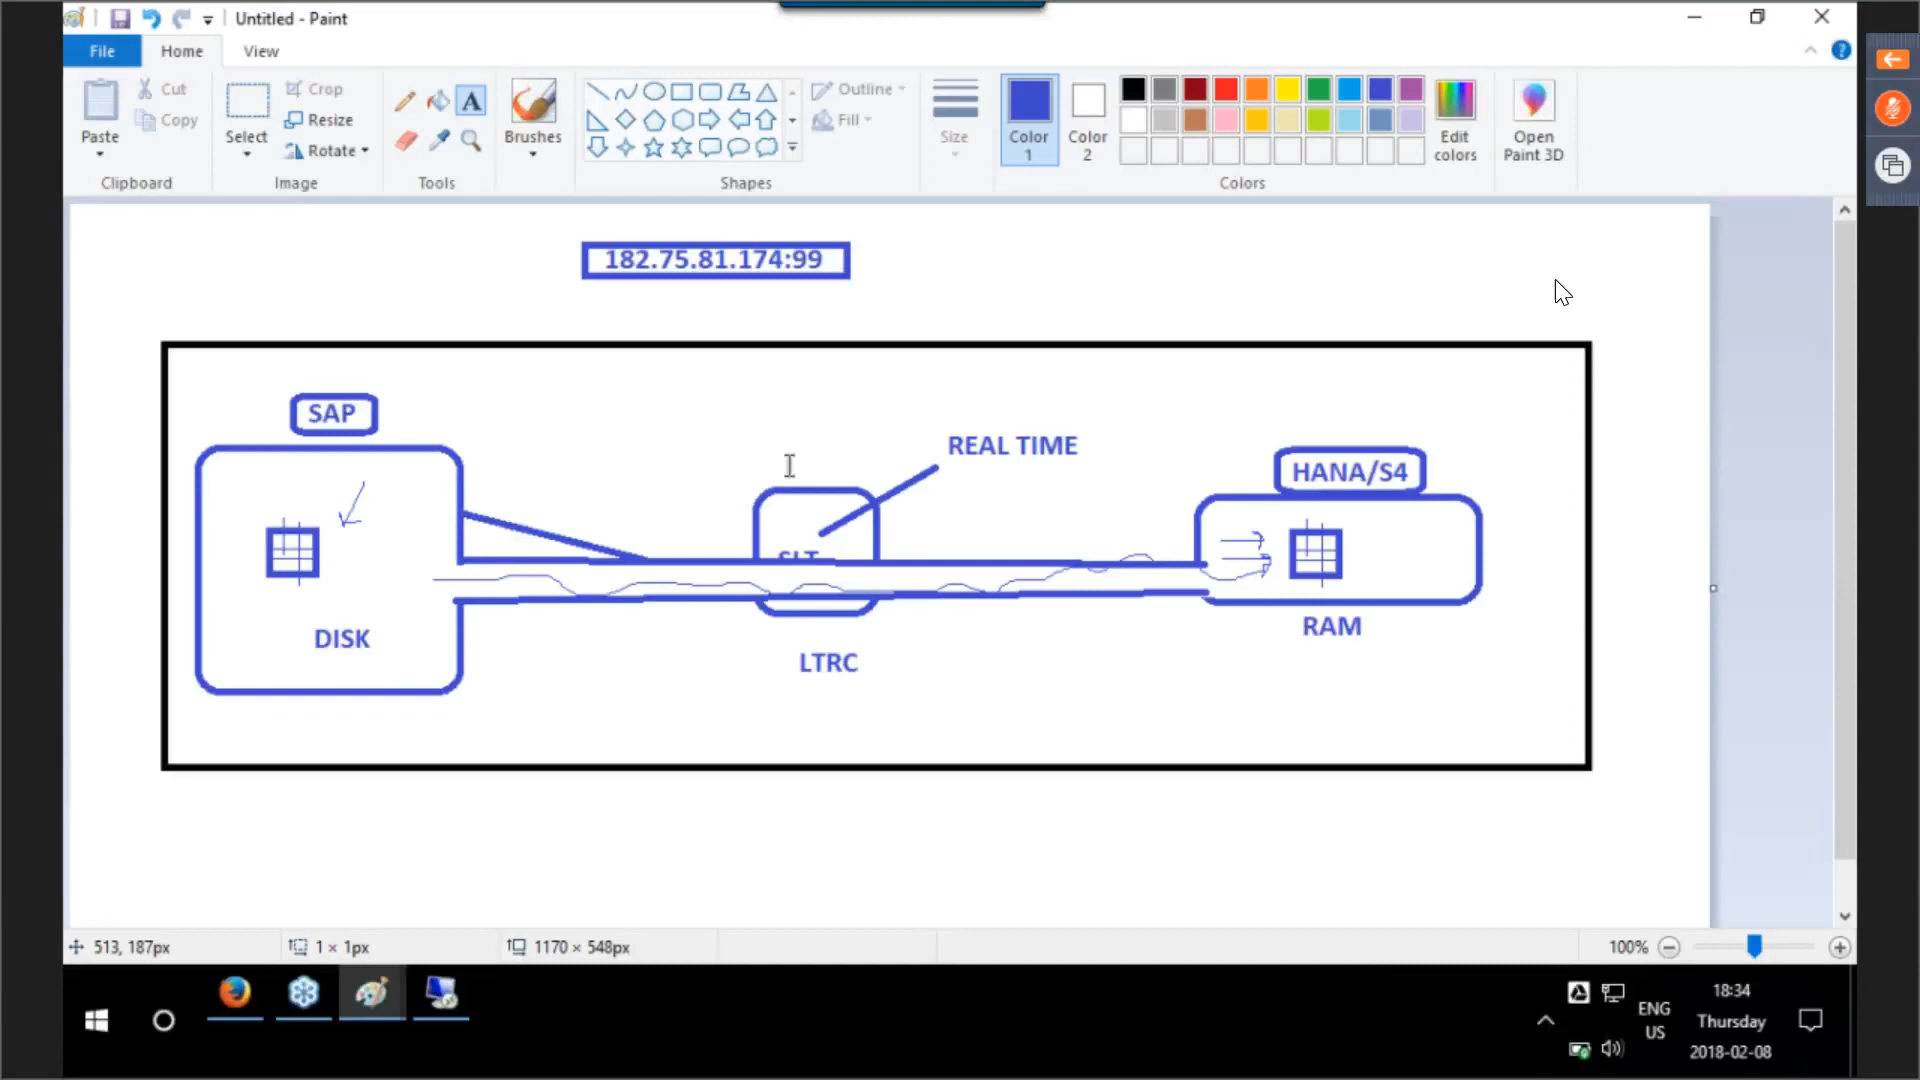 Untitled - Paint
File Home View
Paste
Cut
Copy
Clipboard
Select
Crop
Resize
Rotate
Image
A
Tools
Brushes
Shapes
Outline
Fill
Size
Color 1
Color 2
Edit colors
Colors
Open Paint 3D
182.75.81.174:99
SAP
REAL TIME
HANA/S4
SLT
DISK
RAM
LTRC
513, 187px
1 × 1px
1170 × 548px
100%
18:34
ENG
US
Thursday
2018-02-08